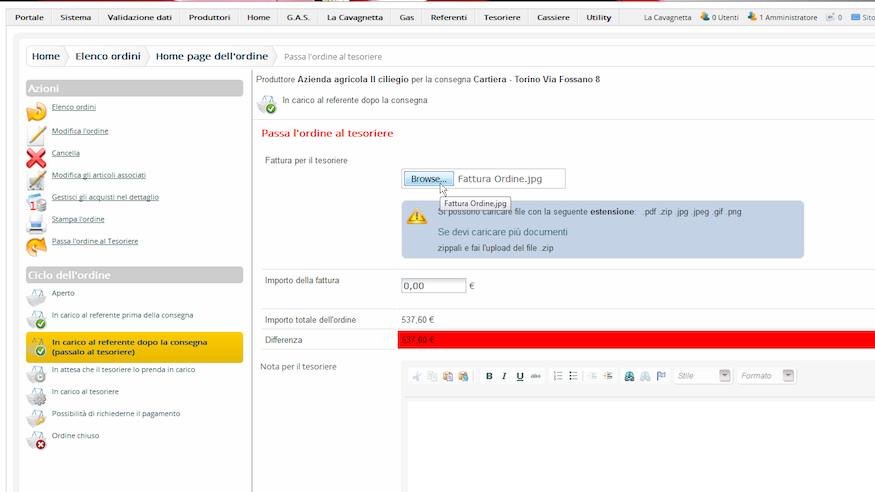 Portale Sistema Validazione dati Produttori Home G.A.S. La Cavagnetta Gas Referenti Tesoriere Cassiere Utility La Cavagnetta 0 Utenti 1 Amministratore 0 Sito
Home Elenco ordini Home page dell'ordine Passa l'ordine al tesoriere
Azioni
Elenco ordini
Modifica l'ordine
Cancella
Modifica gli articoli associati
Gestisci gli acquisti nel dettaglio
Stampa l'ordine
Passa l'ordine al Tesoriere
Ciclo dell'ordine
Aperto
In carico al referente prima della consegna
In carico al referente dopo la consegna
(passalo al tesoriere)
In attesa che il tesoriere lo prenda in carico
In carico al tesoriere
Possibilità di richiederne il pagamento
Ordine chiuso
Produttore Azienda agricola Il ciliegio per la consegna Cartiera - Torino Via Fossano 8
In carico al referente dopo la consegna
Passa l'ordine al tesoriere
Fattura per il tesoriere
Browse... Fattura Ordine.jpg
Fattura Ordine.jpg
Si possono caricare file con la seguente estensione: .pdf .zip .jpg .jpeg .gif .png
Se devi caricare più documenti
zippali e fai l'upload del file .zip
Importo della fattura
0,00 €
Importo totale dell'ordine 537,60 €
Differenza 537,60 €
Nota per il tesoriere
B I U abc Stile Formato